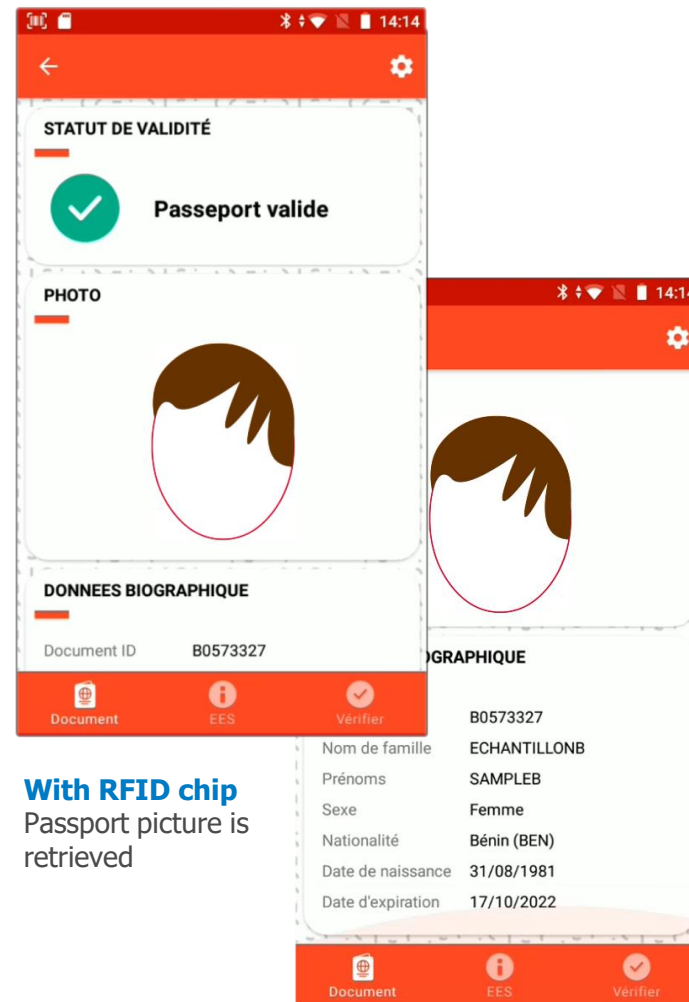 14:14
STATUT DE VALIDITÉ
Passeport valide
PHOTO
DONNEES BIOGRAPHIQUE
Document ID B0573327
Document EES Vérifier
With RFID chip
Passport picture is
retrieved
14:14
OGRAPHIQUE
B0573327
Nom de famille ECHANTILLONB
Prénoms SAMPLEB
Sexe Femme
Nationalité Bénin (BEN)
Date de naissance 31/08/1981
Date d'expiration 17/10/2022
Document EES Vérifier